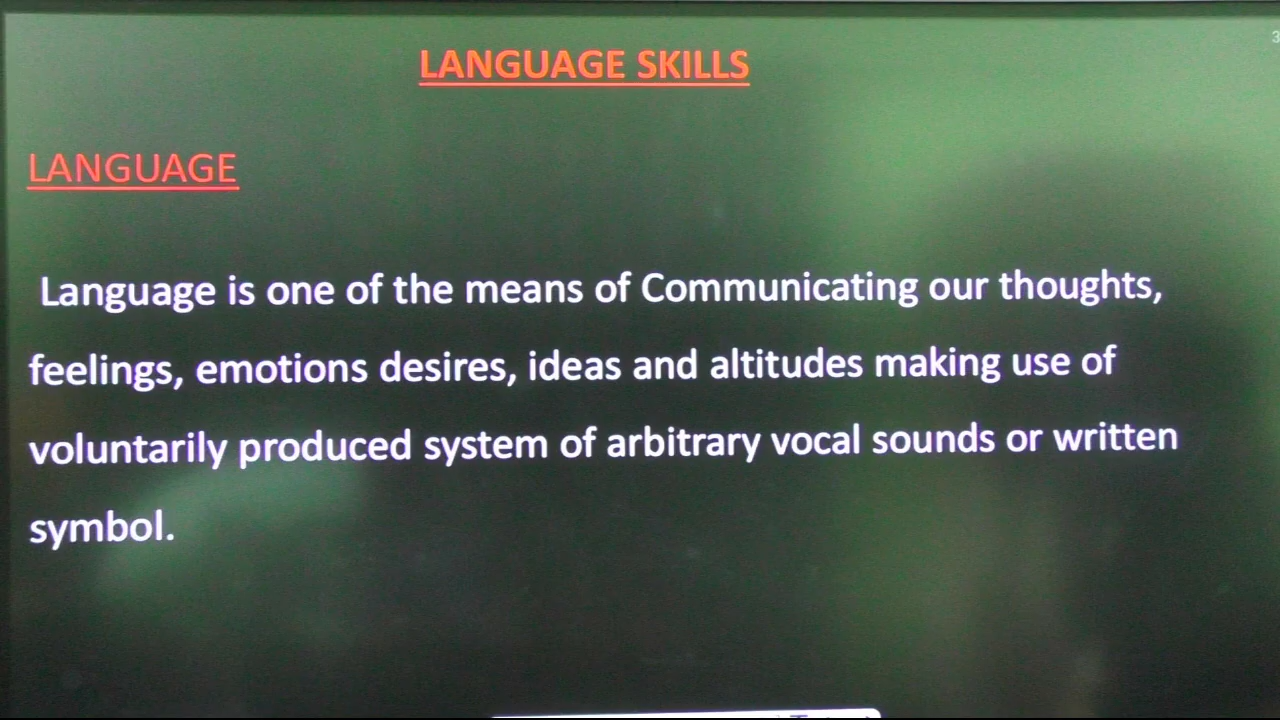 LANGUAGE SKILLS
LANGUAGE
Language is one of the means of Communicating our thoughts,
feelings, emotions desires, ideas and altitudes making use of
voluntarily produced system of arbitrary vocal sounds or written
symbol.